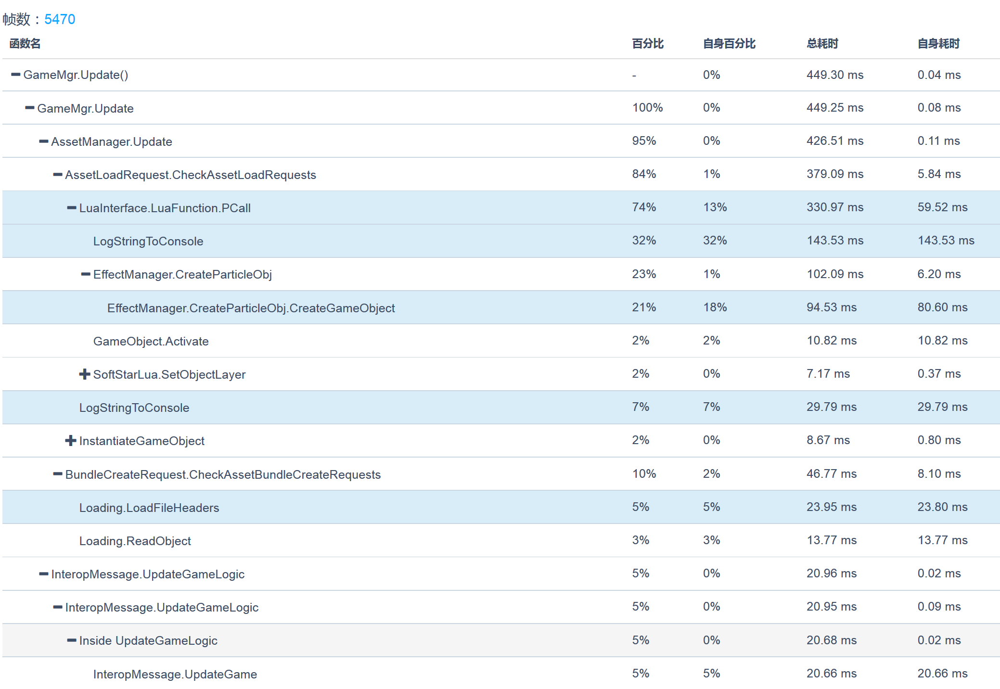 帧数：5470
函数名 百分比 自身百分比 总耗时 自身耗时
GameMgr.Update() - 0% 449.30 ms 0.04 ms
GameMgr.Update 100% 0% 449.25 ms 0.08 ms
AssetManager.Update 95% 0% 426.51 ms 0.11 ms
AssetLoadRequest.CheckAssetLoadRequests 84% 1% 379.09 ms 5.84 ms
LuaInterface.LuaFunction.PCall 74% 13% 330.97 ms 59.52 ms
LogStringToConsole 32% 32% 143.53 ms 143.53 ms
EffectManager.CreateParticleObj 23% 1% 102.09 ms 6.20 ms
EffectManager.CreateParticleObj.CreateGameObject 21% 18% 94.53 ms 80.60 ms
GameObject.Activate 2% 2% 10.82 ms 10.82 ms
SoftStarLua.SetObjectLayer 2% 0% 7.17 ms 0.37 ms
LogStringToConsole 7% 7% 29.79 ms 29.79 ms
InstantiateGameObject 2% 0% 8.67 ms 0.80 ms
BundleCreateRequest.CheckAssetBundleCreateRequests 10% 2% 46.77 ms 8.10 ms
Loading.LoadFileHeaders 5% 5% 23.95 ms 23.80 ms
Loading.ReadObject 3% 3% 13.77 ms 13.77 ms
InteropMessage.UpdateGameLogic 5% 0% 20.96 ms 0.02 ms
InteropMessage.UpdateGameLogic 5% 0% 20.95 ms 0.09 ms
Inside UpdateGameLogic 5% 0% 20.68 ms 0.02 ms
InteropMessage.UpdateGame 5% 5% 20.66 ms 20.66 ms